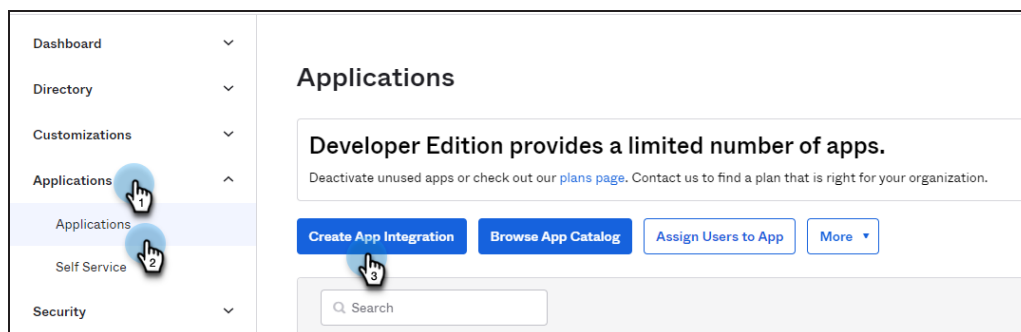 Dashboard
Directory
Customizations
Applications
1
Applications
2
Self Service
Security
Applications
Developer Edition provides a limited number of apps.
Deactivate unused apps or check out our plans page. Contact us to find a plan that is right for your organization.
Create App Integration
Browse App Catalog
Assign Users to App
More
3
Search